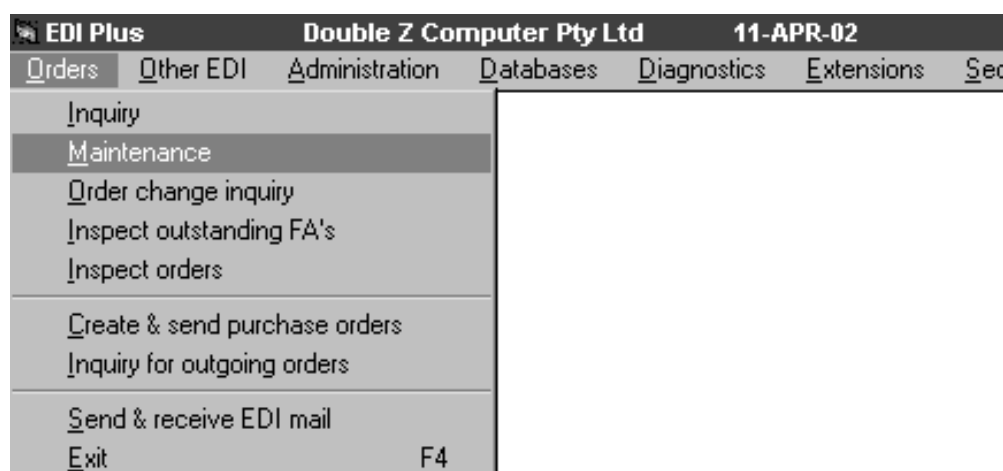 EDI Plus Double Z Computer Pty Ltd 11-APR-02
Orders Other EDI Administration Databases Diagnostics Extensions
Inquiry
Maintenance
Order change inquiry
Inspect outstanding FA's
Inspect orders
Create & send purchase orders
Inquiry for outgoing orders
Send & receive EDI mail
Exit F4